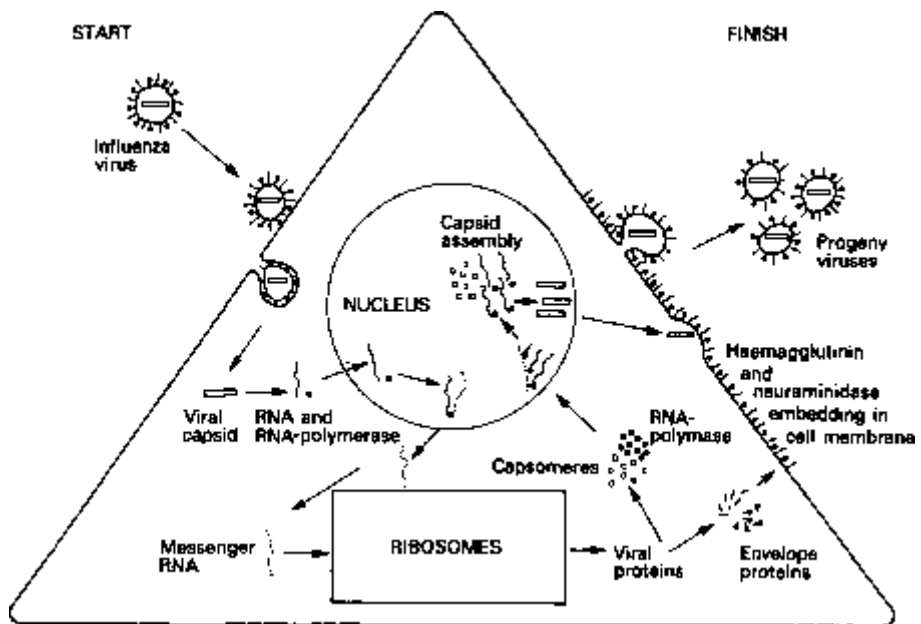 START
FINISH
Influenza
virus
Capsid
assembly
Progeny
viruses
NUCLEUS
Haemagglutinin
and
neuraminidase
embedding in
cell membrane
Viral
capsid
RNA and
RNA-polymerase
RNA-
polymase
Capsomeres
Messenger
RNA
RIBOSOMES
Viral
proteins
Envelope
proteins